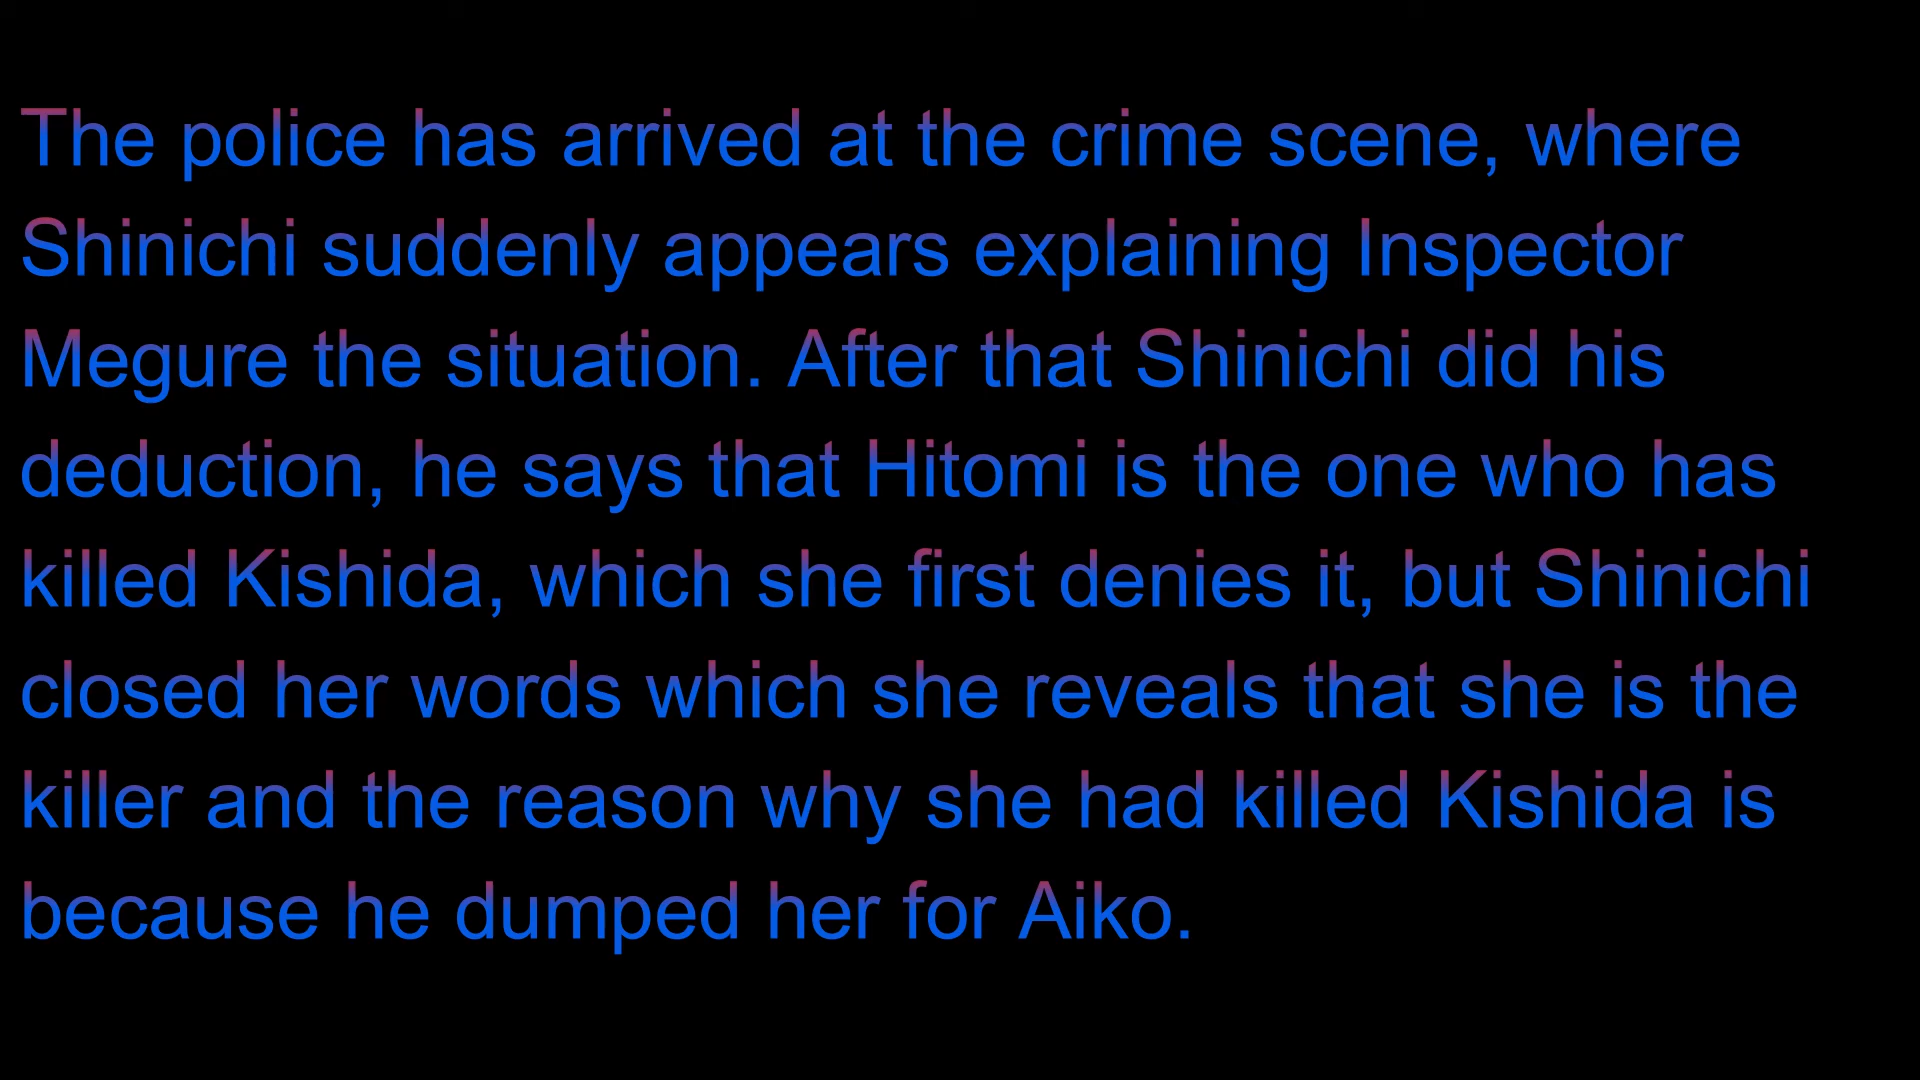 The police has arrived at the crime scene, where
Shinichi suddenly appears explaining Inspector
Megure the situation. After that Shinichi did his
deduction, he says that Hitomi is the one who has
killed Kishida, which she first denies it, but Shinichi
closed her words which she reveals that she is the
killer and the reason why she had killed Kishida is
because he dumped her for Aiko.